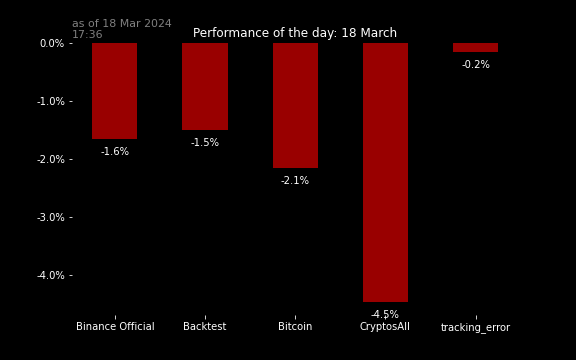 as of 18 Mar 2024
17:36
Performance of the day: 18 March
0.0%
-1.0%
-2.0%
-3.0%
-4.0%
-1.6%
-1.5%
-2.1%
-4.5%
-0.2%
Binance Official
Backtest
Bitcoin
CryptosAll
tracking_error